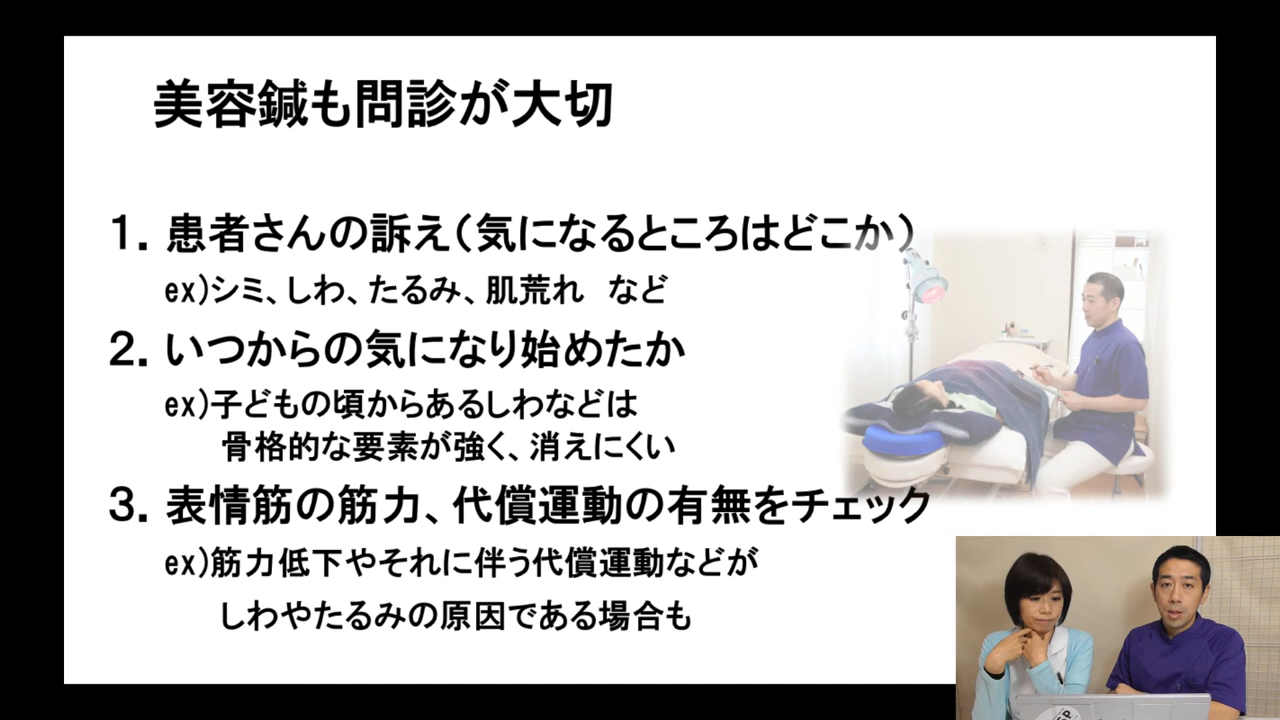 美容鍼も問診が大切
1．患者さんの訴え（気になるところはどこか）
ex）シミ、しわ、たるみ、肌荒れ　など
2．いつからの気になり始めたか
ex）子どもの頃からあるしわなどは
骨格的な要素が強く、消えにくい
3．表情筋の筋力、代償運動の有無をチェック
ex）筋力低下やそれに伴う代償運動などが
しわやたるみの原因である場合も